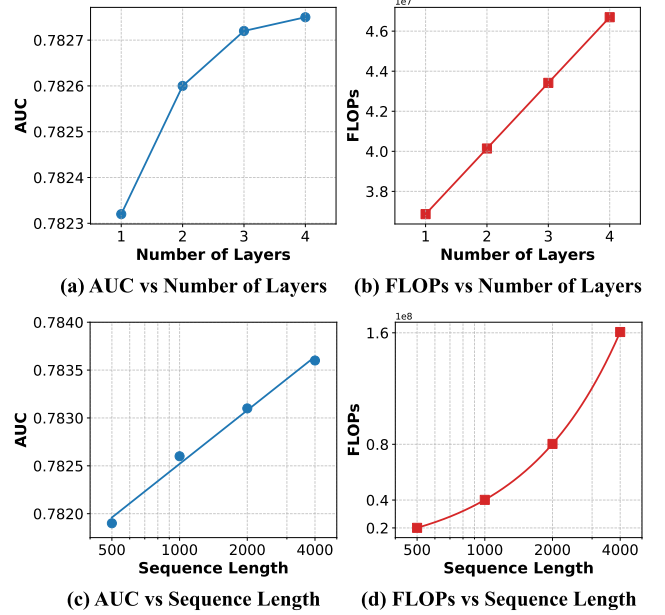 0.7827
0.7826
0.7825
0.7824
0.7823
AUC
1 2 3 4
Number of Layers
(a) AUC vs Number of Layers
1e7
4.6
4.4
4.2
4.0
3.8
FLOPs
1 2 3 4
Number of Layers
(b) FLOPs vs Number of Layers
0.7840
0.7835
0.7830
0.7825
0.7820
AUC
500 1000 2000 4000
Sequence Length
(c) AUC vs Sequence Length
1e8
1.6
0.8
0.4
0.2
FLOPs
500 1000 2000 4000
Sequence Length
(d) FLOPs vs Sequence Length